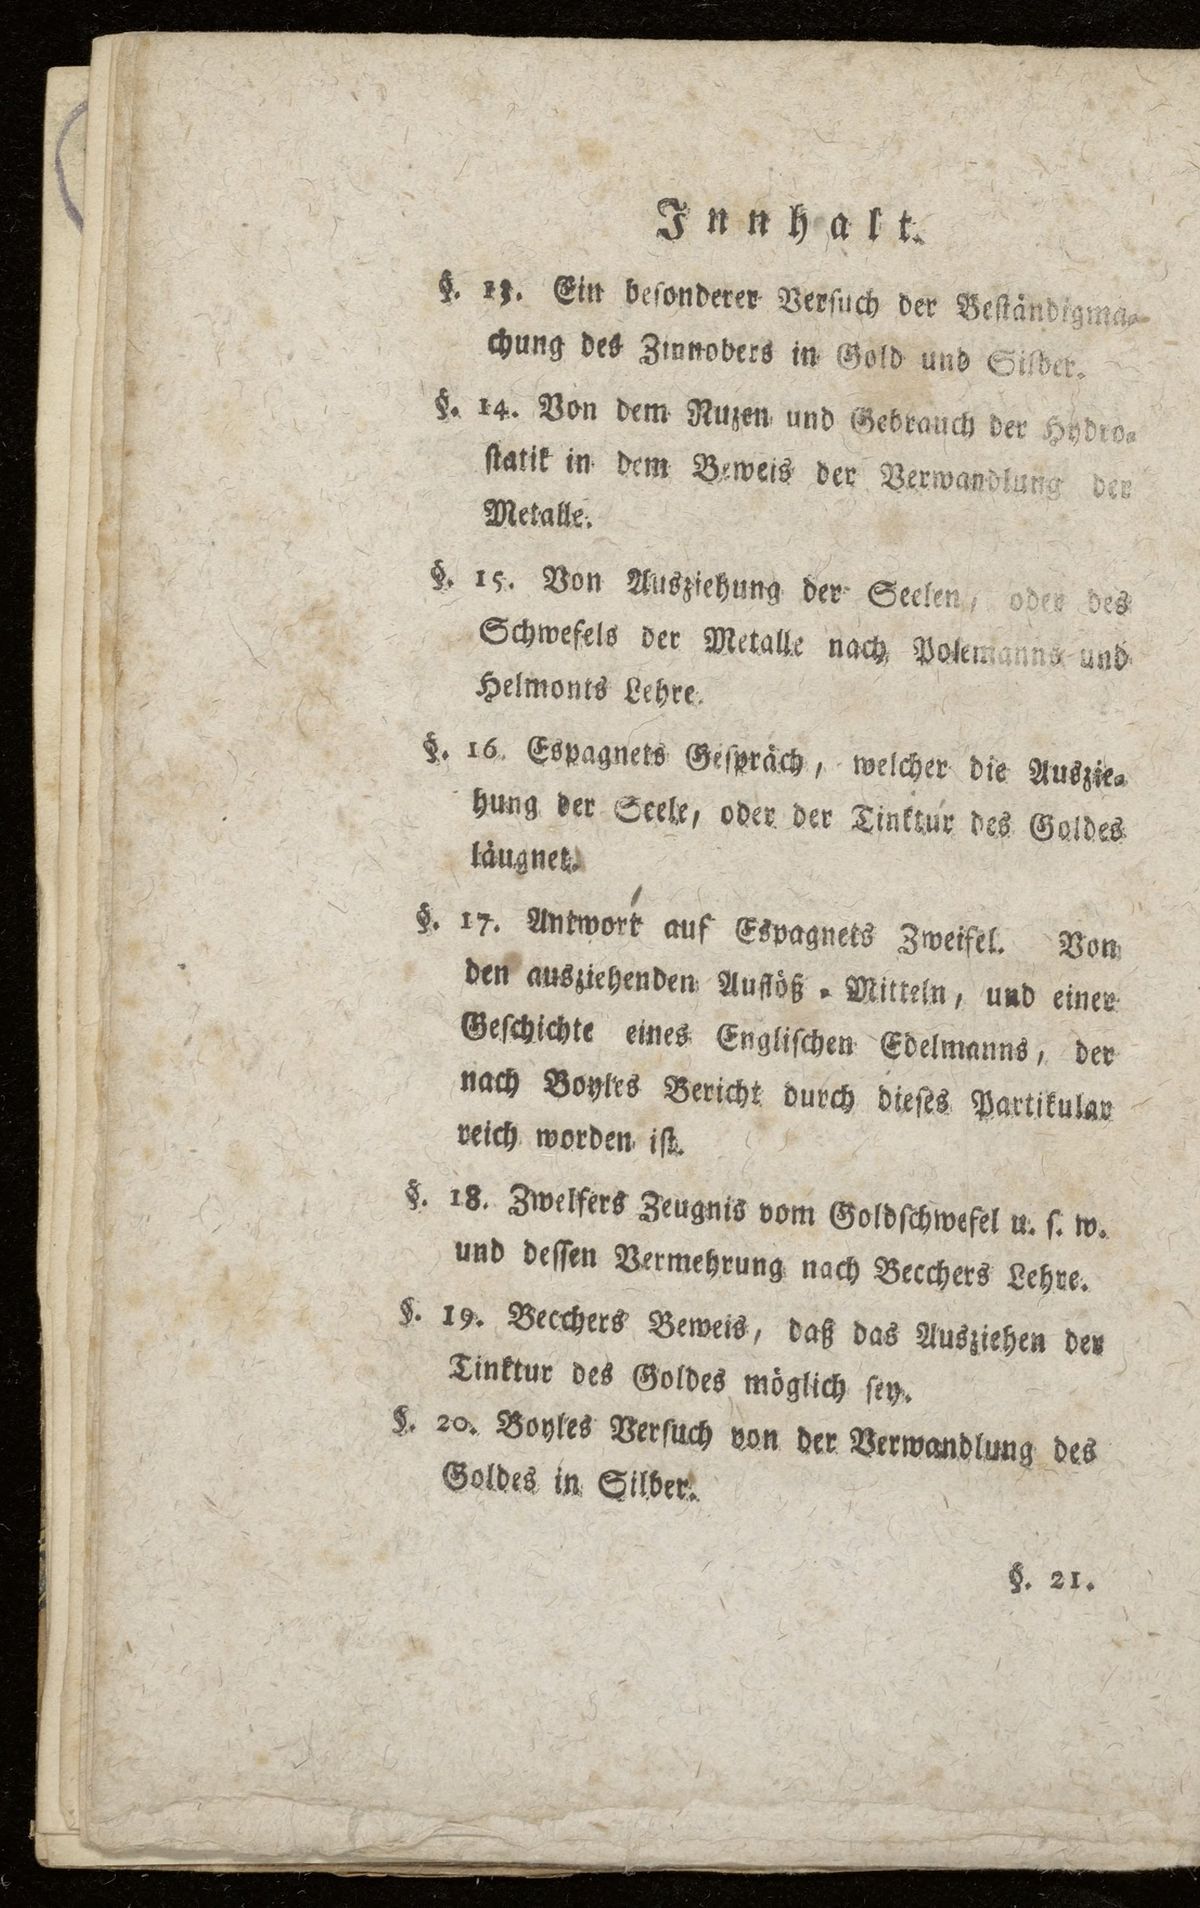 Innhalt.
§. 13. Ein beſonderer Verſuch der Beſtändigma-
chung des Zinnobers in Gold und Silber.
§. 14. Von dem Nuzen und Gebrauch der Hydro-
ſtatik in dem Beweis der Verwandlung der
Metalle.
§. 15. Von Ausziehung der Seelen, oder des
Schwefels der Metalle nach Polemanns und
Helmonts Lehre.
§. 16. Espagnets Geſpräch, welcher die Auszie-
hung der Seele, oder der Tinktur des Goldes
läugnet.
§. 17. Antwort auf Espagnets Zweifel. Von
den ausziehenden Auflöß-Mitteln, und einer
Geſchichte eines Engliſchen Edelmanns, der
nach Boyles Bericht durch dieſes Partikular
reich worden iſt.
§. 18. Zwelfers Zeugnis vom Goldſchwefel u. ſ. w.
und deſſen Vermehrung nach Becchers Lehre.
§. 19. Becchers Beweis, daß das Ausziehen der
Tinktur des Goldes möglich ſey.
§. 20. Boyles Verſuch von der Verwandlung des
Goldes in Silber.
§. 21.